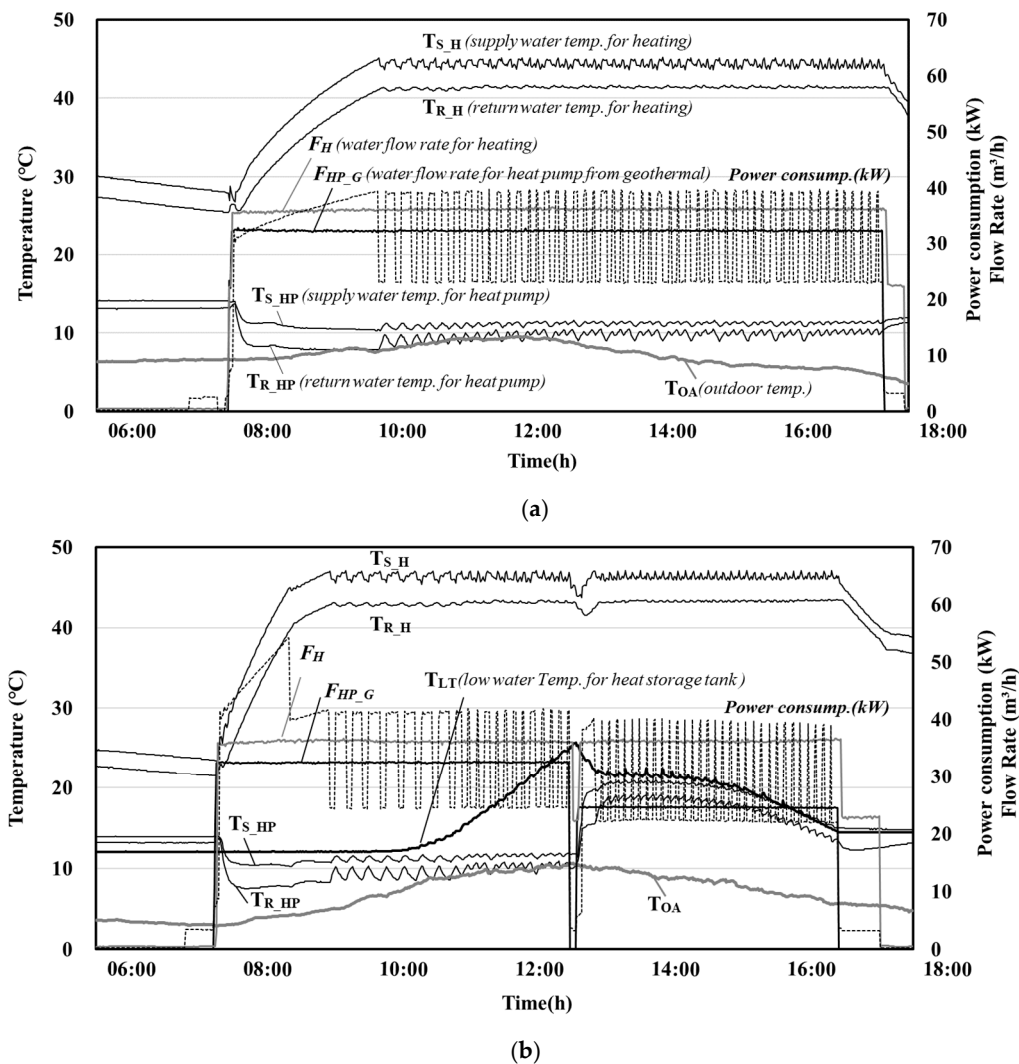 50
70
T_S_H (supply water temp. for heating)
60
40
T_R_H (return water temp. for heating)
50
F_H (water flow rate for heating)
30
F_HP_G (water flow rate for heat pump from geothermal)
Power consump.(kW)
40
30
20
T_S_HP (supply water temp. for heat pump)
20
10
10
T_R_HP (return water temp. for heat pump)
T_OA (outdoor temp.)
0
0
Temperature (°C)
Power consumption (kW)
Flow Rate (m³/h)
06:00 08:00 10:00 12:00 14:00 16:00 18:00
Time(h)
(a)
50
70
T_S_H
60
40
T_R_H
50
F_H
T_LT (low water Temp. for heat storage tank)
F_HP_G
30
Power consump.(kW)
40
30
20
T_S_HP
20
10
10
T_R_HP
T_OA
0
0
Temperature (°C)
Power consumption (kW)
Flow Rate (m³/h)
06:00 08:00 10:00 12:00 14:00 16:00 18:00
Time(h)
(b)